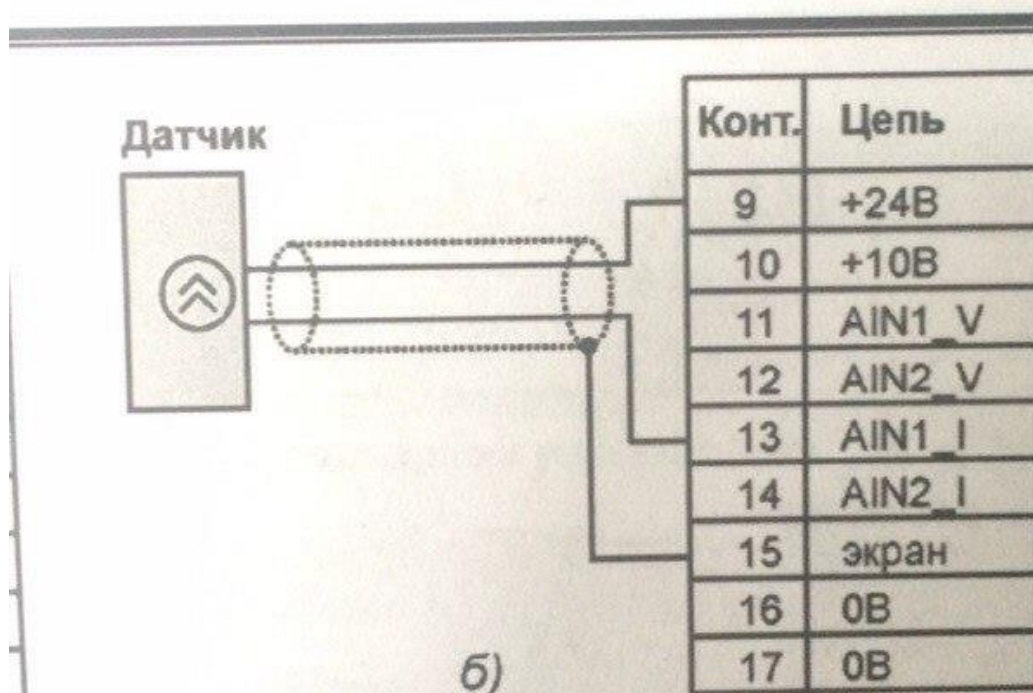 Датчик
Конт. Цепь
9 +24В
10 +10В
11 AIN1_V
12 AIN2_V
13 AIN1_I
14 AIN2_I
15 экран
16 0В
17 0В
б)